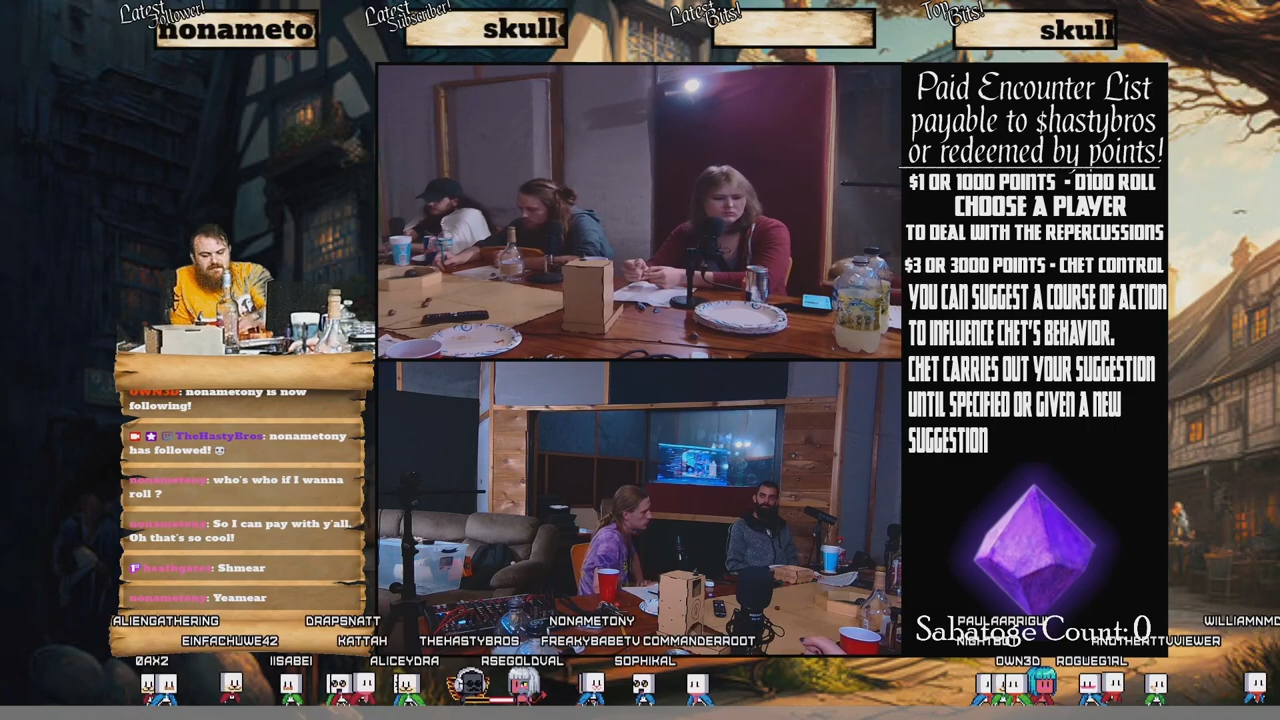 Latest Follower!
nonameto
Latest Subscriber!
skull
Latest Bits!
Top Bits!
skull
Paid Encounter List
payable to $hastybros
or redeemed by points!
$1 OR 1000 POINTS - D100 ROLL
CHOOSE A PLAYER
TO DEAL WITH THE REPERCUSSIONS
$3 OR 3000 POINTS - CHET CONTROL
YOU CAN SUGGEST A COURSE OF ACTION
TO INFLUENCE CHET'S BEHAVIOR.
CHET CARRIES OUT YOUR SUGGESTION
UNTIL SPECIFIED OR GIVEN A NEW
SUGGESTION
Sabatoge Count: 0
OWN3D: nonametony is now
following!
TheHastyBros: nonametony
has followed!
nonametony: who's who if I wanna
roll ?
nonametony: So I can pay with y'all.
Oh that's so cool!
: Shmear
nonametony: Yeamear
ALIENGATHERING
DRAPSNATT
NONAMETONY
WILLIAMNMD
EINFACHUWE42
KATTAH
THEHASTYBROS
FREAKYBABETV
COMMANDERROOT
ANOTHERTTVVIEWER
0AX2
IISABEI
ALICEYDRA
RSEGOLDVAL
SOPHIKAL
OWN3D
ROGUEG1RL